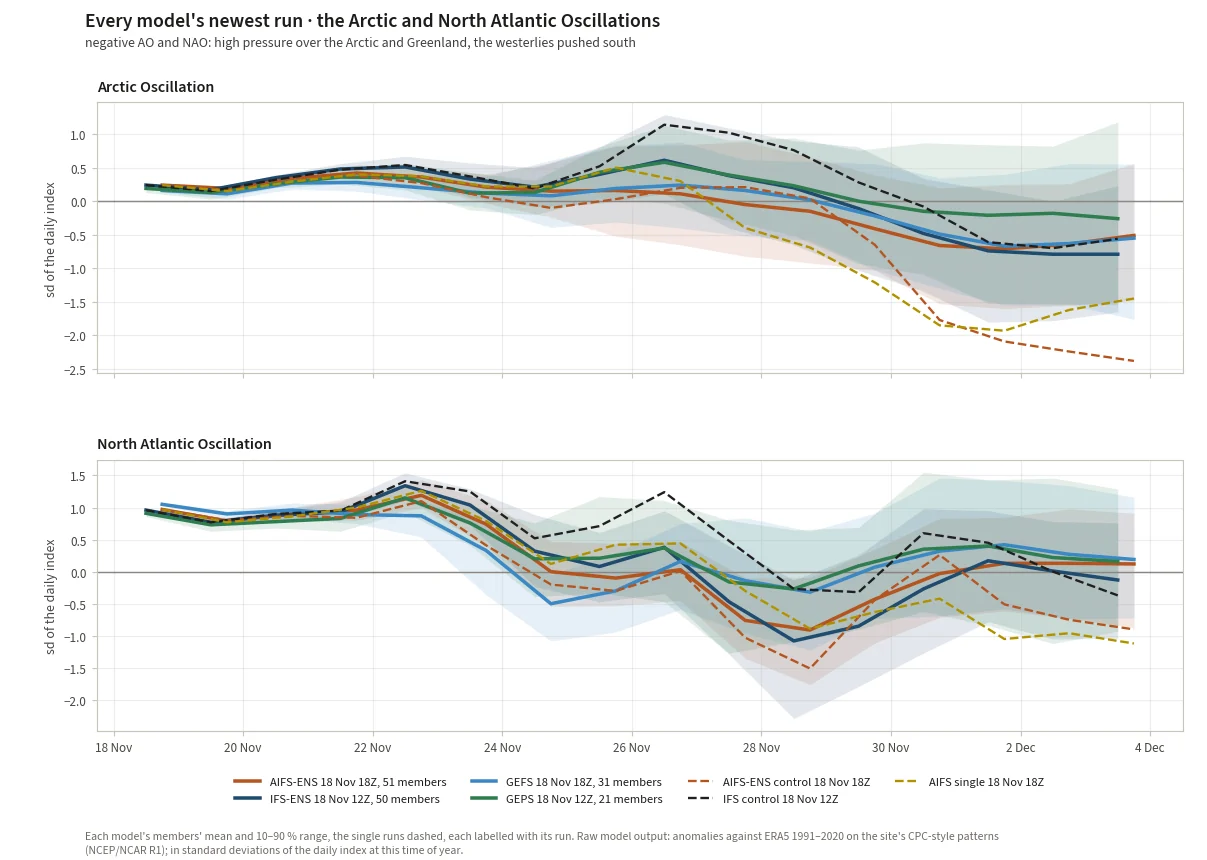 Every model's newest run · the Arctic and North Atlantic Oscillations
negative AO and NAO: high pressure over the Arctic and Greenland, the westerlies pushed south
Arctic Oscillation
1.0
0.5
0.0
−0.5
−1.0
−1.5
−2.0
−2.5
sd of the daily index
North Atlantic Oscillation
1.5
1.0
0.5
0.0
−0.5
−1.0
−1.5
−2.0
sd of the daily index
18 Nov 20 Nov 22 Nov 24 Nov 26 Nov 28 Nov 30 Nov 2 Dec 4 Dec
AIFS-ENS 18 Nov 18Z, 51 members GEFS 18 Nov 18Z, 31 members AIFS-ENS control 18 Nov 18Z AIFS single 18 Nov 18Z
IFS-ENS 18 Nov 12Z, 50 members GEPS 18 Nov 12Z, 21 members IFS control 18 Nov 12Z
Each model's members' mean and 10–90 % range, the single runs dashed, each labelled with its run. Raw model output: anomalies against ERA5 1991–2020 on the site's CPC-style patterns
(NCEP/NCAR R1); in standard deviations of the daily index at this time of year.